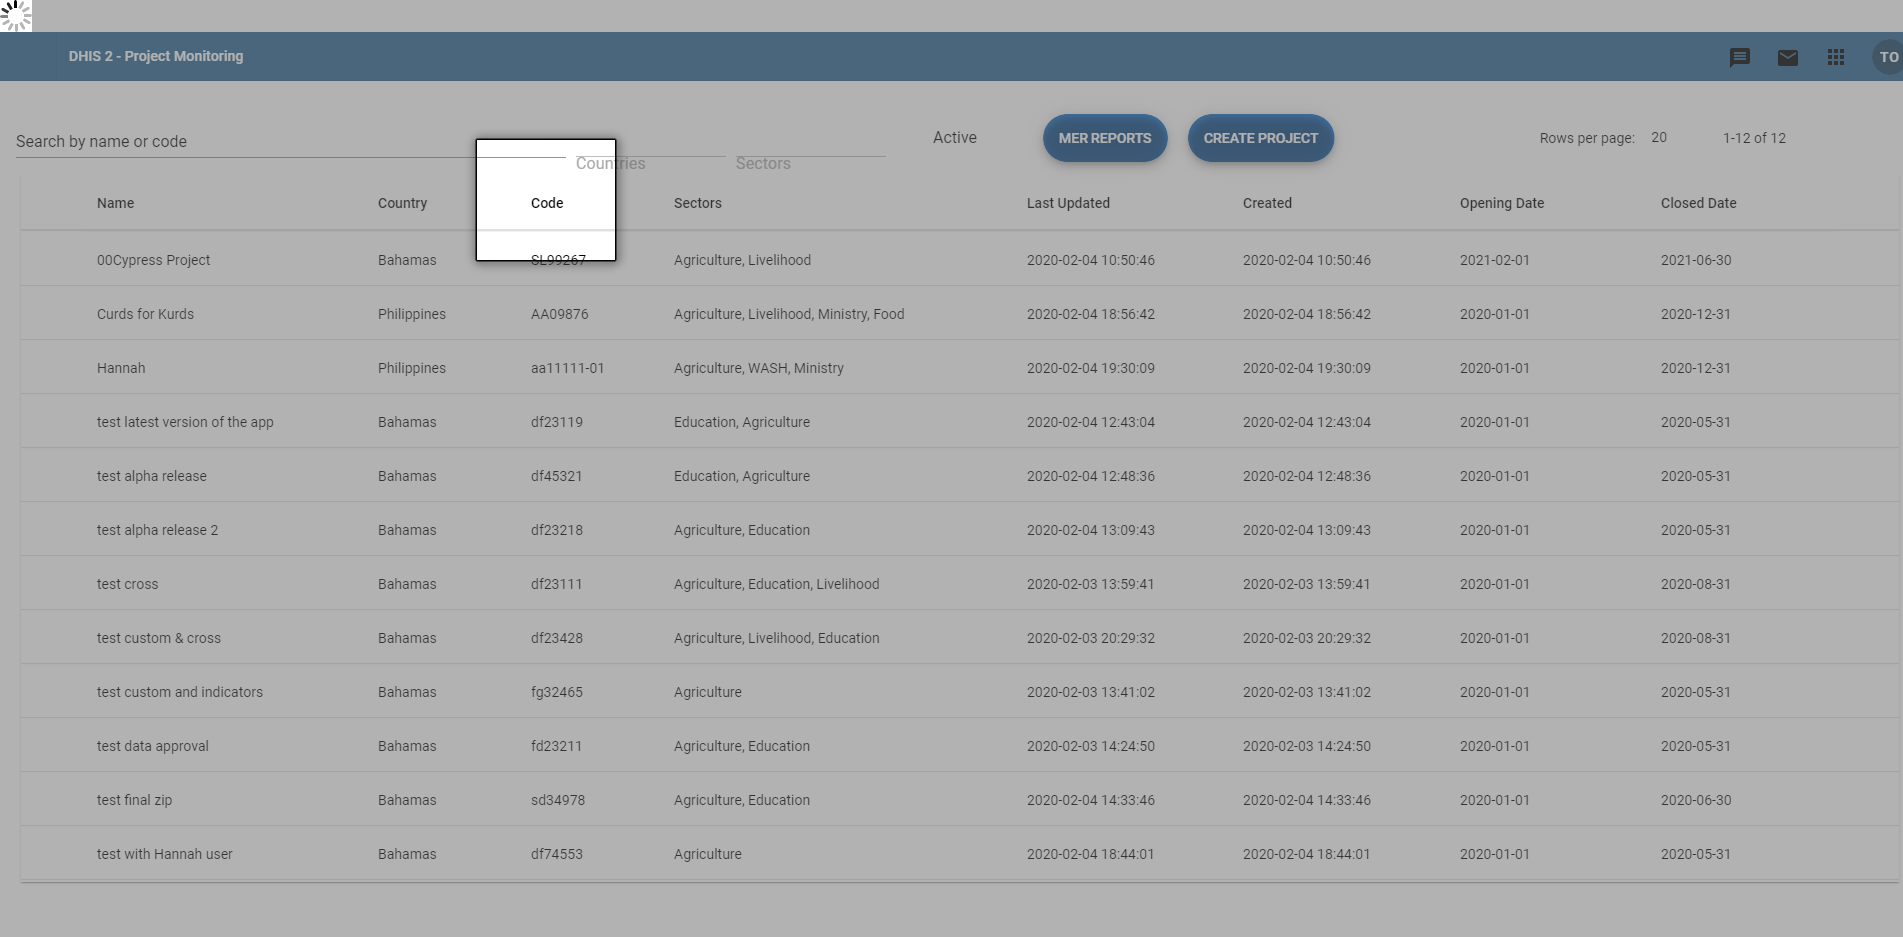 DHIS 2 - Project Monitoring TO
Search by name or code Active MER REPORTS CREATE PROJECT Rows per page: 20 1-12 of 12
Countries Sectors
Name Country Code Sectors Last Updated Created Opening Date Closed Date
00Cypress Project Bahamas SL99267 Agriculture, Livelihood 2020-02-04 10:50:46 2020-02-04 10:50:46 2021-02-01 2021-06-30
Curds for Kurds Philippines AA09876 Agriculture, Livelihood, Ministry, Food 2020-02-04 18:56:42 2020-02-04 18:56:42 2020-01-01 2020-12-31
Hannah Philippines aa11111-01 Agriculture, WASH, Ministry 2020-02-04 19:30:09 2020-02-04 19:30:09 2020-01-01 2020-12-31
test latest version of the app Bahamas df23119 Education, Agriculture 2020-02-04 12:43:04 2020-02-04 12:43:04 2020-01-01 2020-05-31
test alpha release Bahamas df45321 Education, Agriculture 2020-02-04 12:48:36 2020-02-04 12:48:36 2020-01-01 2020-05-31
test alpha release 2 Bahamas df23218 Agriculture, Education 2020-02-04 13:09:43 2020-02-04 13:09:43 2020-01-01 2020-05-31
test cross Bahamas df23111 Agriculture, Education, Livelihood 2020-02-03 13:59:41 2020-02-03 13:59:41 2020-01-01 2020-08-31
test custom & cross Bahamas df23428 Agriculture, Livelihood, Education 2020-02-03 20:29:32 2020-02-03 20:29:32 2020-01-01 2020-08-31
test custom and indicators Bahamas fg32465 Agriculture 2020-02-03 13:41:02 2020-02-03 13:41:02 2020-01-01 2020-05-31
test data approval Bahamas fd23211 Agriculture, Education 2020-02-03 14:24:50 2020-02-03 14:24:50 2020-01-01 2020-05-31
test final zip Bahamas sd34978 Agriculture, Education 2020-02-04 14:33:46 2020-02-04 14:33:46 2020-01-01 2020-06-30
test with Hannah user Bahamas df74553 Agriculture 2020-02-04 18:44:01 2020-02-04 18:44:01 2020-01-01 2020-05-31